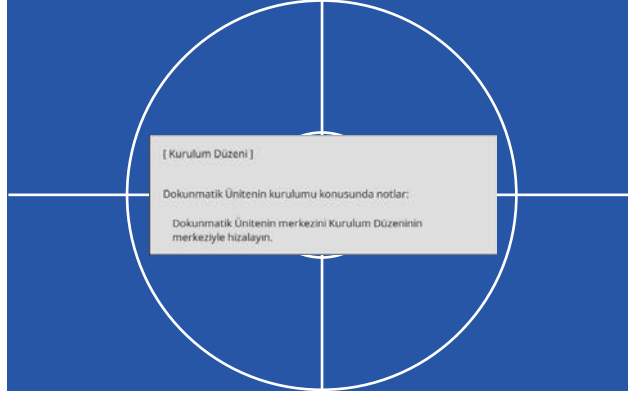 [ Kurulum Düzeni ]
Dokunmatik Ünitenin kurulumu konusunda notlar:
Dokunmatik Ünitenin merkezini Kurulum Düzeninin
merkeziyle hizalayın.